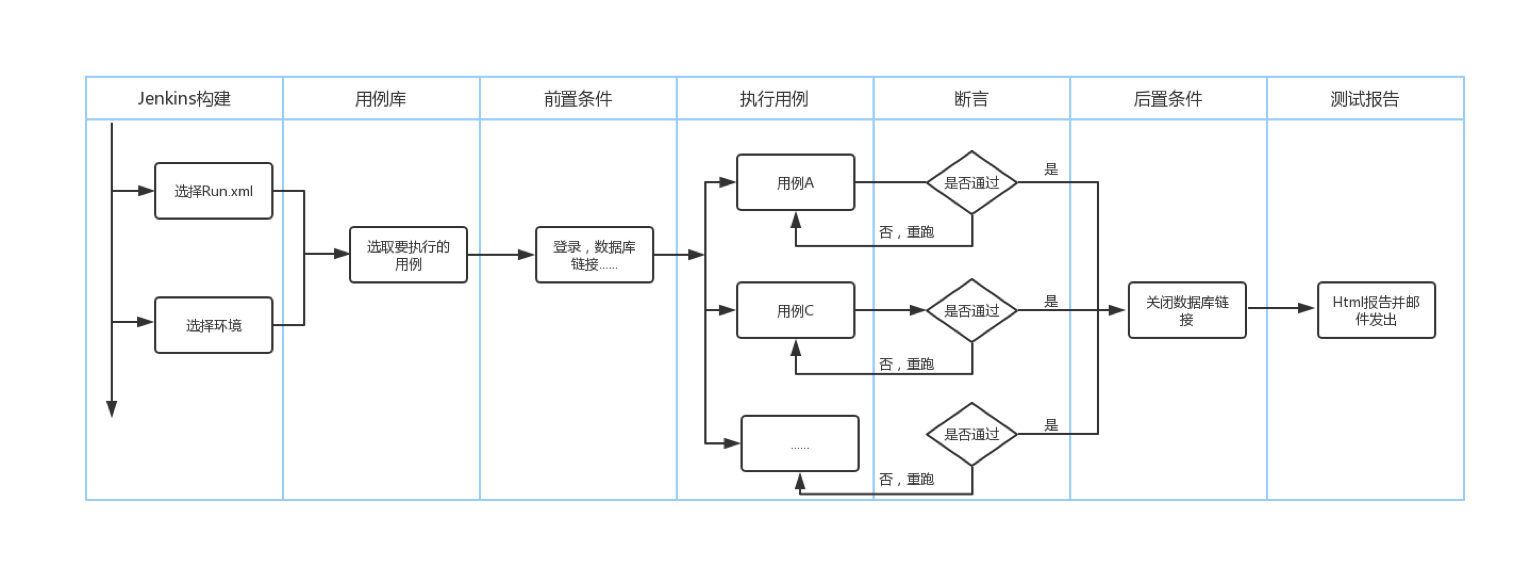 Jenkins构建
用例库
前置条件
执行用例
断言
后置条件
测试报告
选择Run.xml
选择环境
选取要执行的
用例
登录，数据库
链接......
用例A
是否通过
是
否，重跑
用例C
是否通过
是
否，重跑
......
是否通过
是
否，重跑
关闭数据库链
接
Html报告并邮
件发出